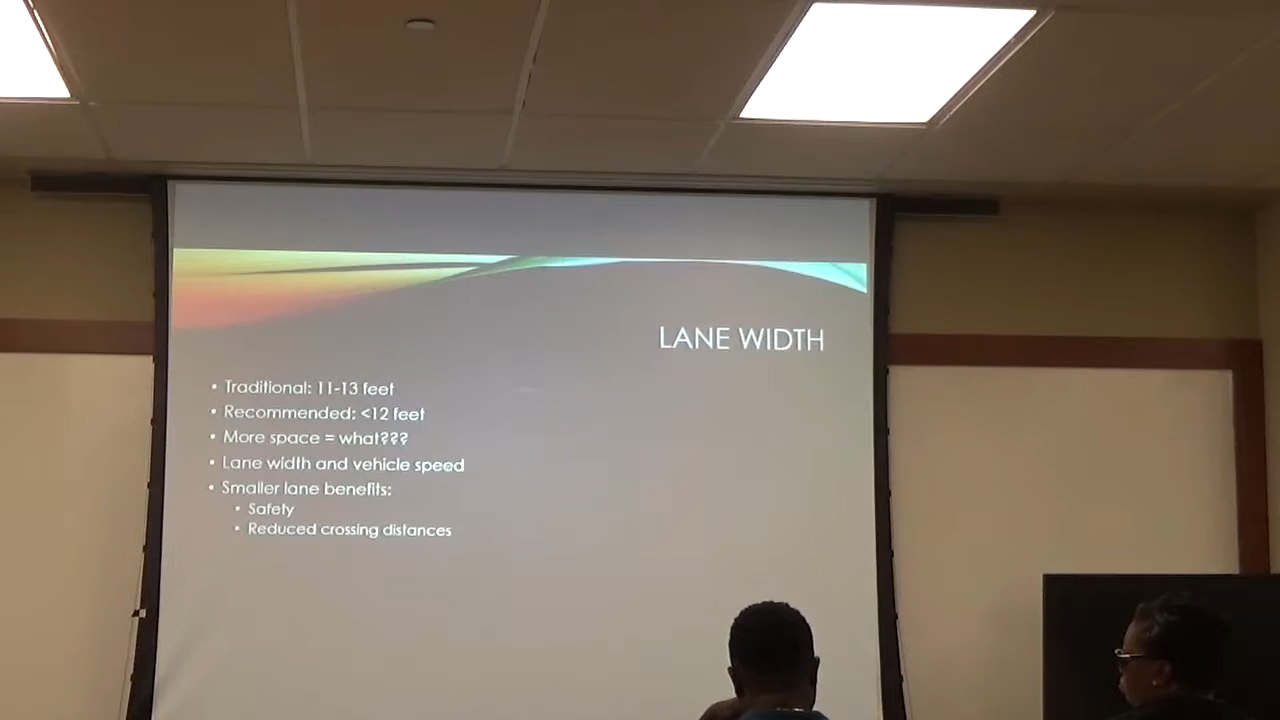 LANE WIDTH
• Traditional: 11-13 feet
• Recommended: <12 feet
• More space = what???
• Lane width and vehicle speed
• Smaller lane benefits:
• Safety
• Reduced crossing distances